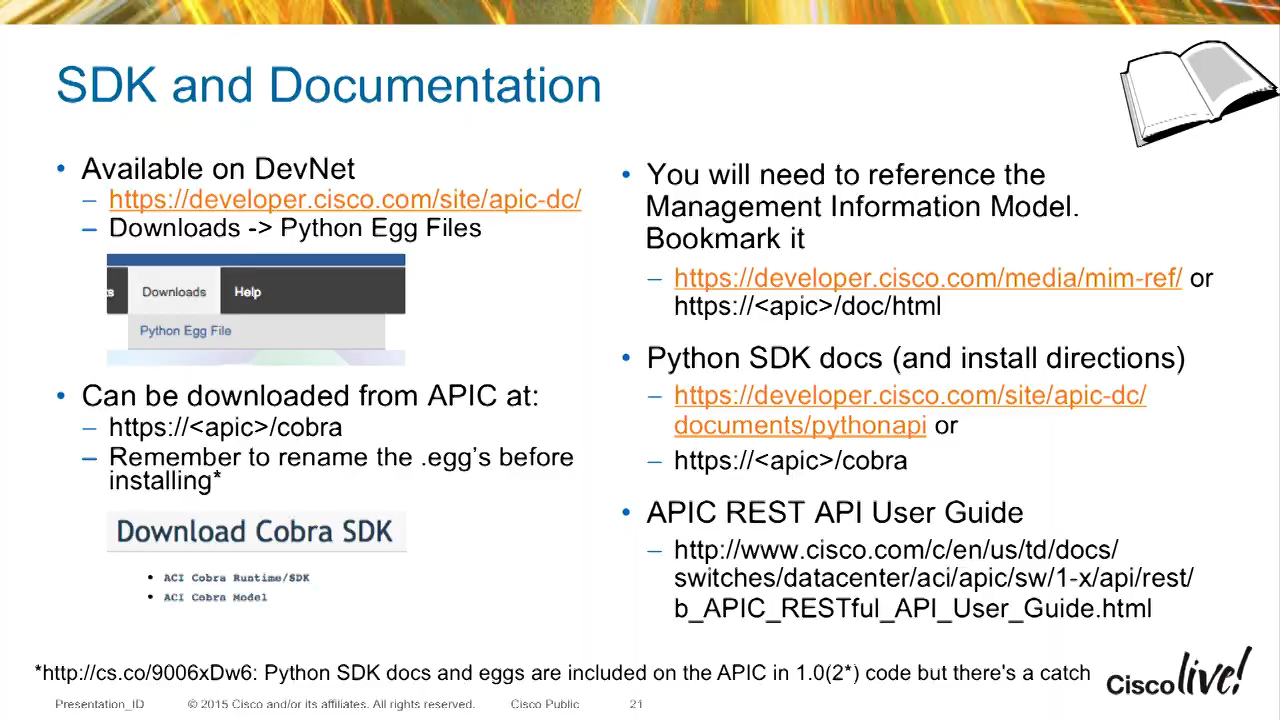 SDK and Documentation
• Available on DevNet
– https://developer.cisco.com/site/apic-dc/
– Downloads -> Python Egg Files
ts Downloads Help
Python Egg File
• Can be downloaded from APIC at:
– https://<apic>/cobra
– Remember to rename the .egg’s before
installing*
Download Cobra SDK
• ACI Cobra Runtime/SDK
• ACI Cobra Model
• You will need to reference the
Management Information Model.
Bookmark it
– https://developer.cisco.com/media/mim-ref/ or
https://<apic>/doc/html
• Python SDK docs (and install directions)
– https://developer.cisco.com/site/apic-dc/
documents/pythonapi or
– https://<apic>/cobra
• APIC REST API User Guide
– http://www.cisco.com/c/en/us/td/docs/
switches/datacenter/aci/apic/sw/1-x/api/rest/
b_APIC_RESTful_API_User_Guide.html
*http://cs.co/9006xDw6: Python SDK docs and eggs are included on the APIC in 1.0(2*) code but there's a catch
Cisco live!
Presentation_ID © 2015 Cisco and/or its affiliates. All rights reserved. Cisco Public 21